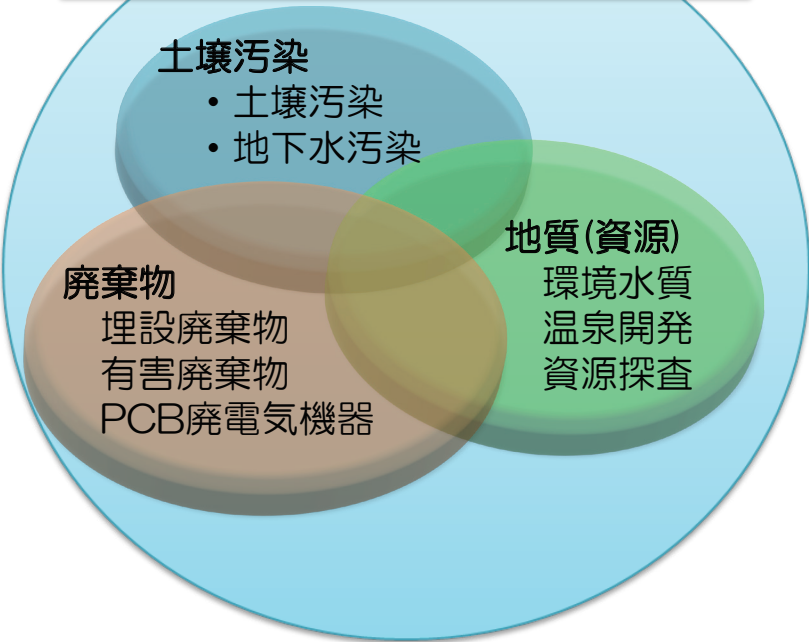 土壌汚染
・土壌汚染
・地下水汚染
地質(資源)
環境水質
温泉開発
資源探査
廃棄物
埋設廃棄物
有害廃棄物
PCB廃電気機器